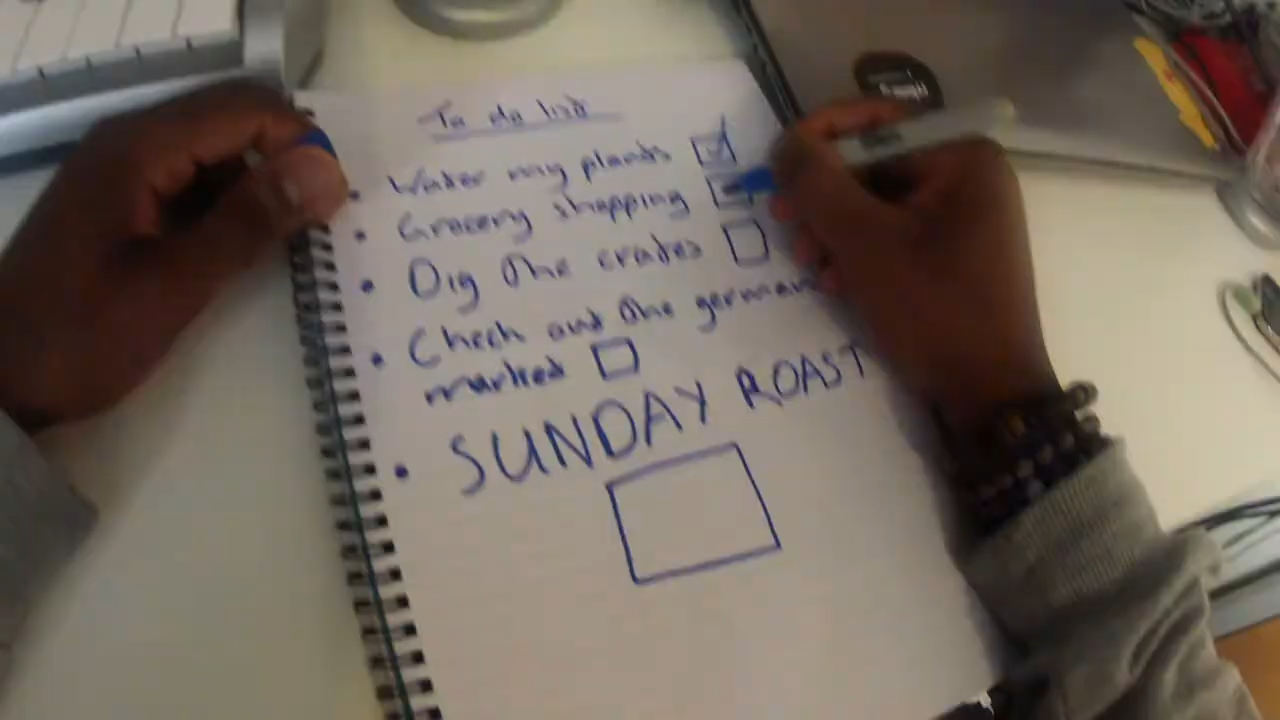 To do list
• Water my plants
• Grocery shopping
• Dig the crates
• Check out the german
market
• SUNDAY ROAST